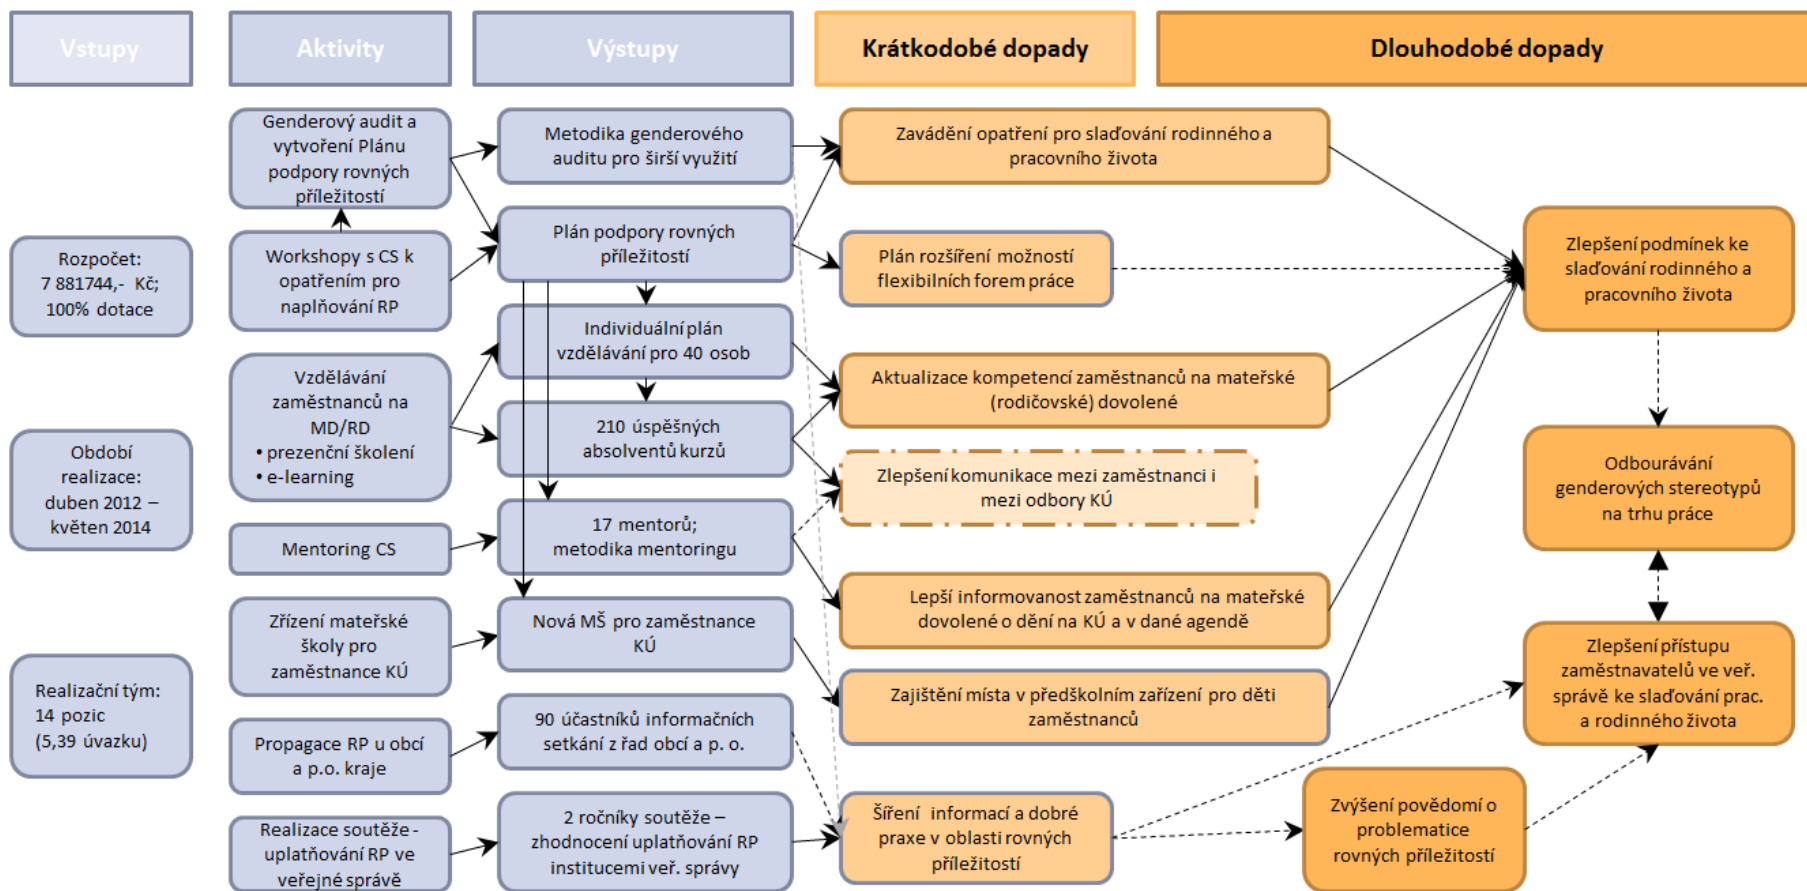 Vstupy
Aktivity
Výstupy
Krátkodobé dopady
Dlouhodobé dopady
Rozpočet:
7 881744,- Kč;
100% dotace
Období
realizace:
duben 2012 –
květen 2014
Realizační tým:
14 pozic
(5,39 úvazku)
Genderový audit a
vytvoření Plánu
podpory rovných
příležitostí
Workshopy s CS k
opatřením pro
naplňování RP
Vzdělávání
zaměstnanců na
MD/RD
• prezenční školení
• e-learning
Mentoring CS
Zřízení mateřské
školy pro
zaměstnance KÚ
Propagace RP u obcí
a p.o. kraje
Realizace soutěže -
uplatňování RP ve
veřejné správě
Metodika genderového
auditu pro širší využití
Plán podpory rovných
příležitostí
Individuální plán
vzdělávání pro 40 osob
210 úspěšných
absolventů kurzů
17 mentorů;
metodika mentoringu
Nová MŠ pro zaměstnance
KÚ
90 účastníků informačních
setkání z řad obcí a p. o.
2 ročníky soutěže –
zhodnocení uplatňování RP
institucemi veř. správy
Zavádění opatření pro slaďování rodinného a
pracovního života
Plán rozšíření možností
flexibilních forem práce
Aktualizace kompetencí zaměstnanců na mateřské
(rodičovské) dovolené
Zlepšení komunikace mezi zaměstnanci i
mezi odbory KÚ
Lepší informovanost zaměstnanců na mateřské
dovolené o dění na KÚ a v dané agendě
Zajištění místa v předškolním zařízení pro děti
zaměstnanců
Šíření informací a dobré
praxe v oblasti rovných
příležitostí
Zlepšení podmínek ke
slaďování rodinného a
pracovního života
Odbourávání
genderových stereotypů
na trhu práce
Zlepšení přístupu
zaměstnavatelů ve veř.
správě ke slaďování prac.
a rodinného života
Zvýšení povědomí o
problematice
rovných příležitostí